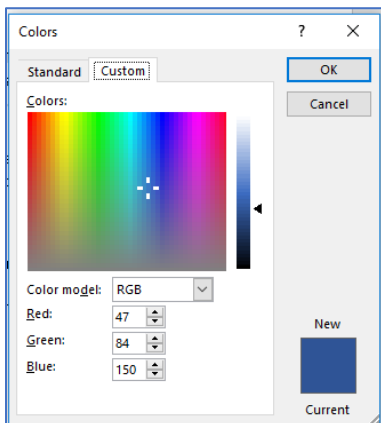 Colors ? ×
Standard Custom OK
Colors: Cancel
Color model: RGB
Red: 47
Green: 84
Blue: 150
New
Current